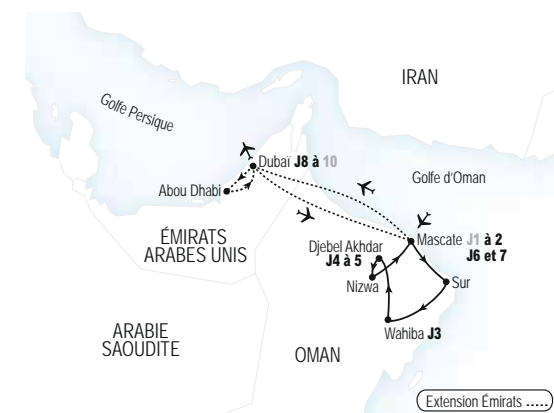 IRAN
Golfe Persique
Dubaï J8 à 10
Golfe d'Oman
Abou Dhabi
ÉMIRATS
ARABES UNIS
Mascate J1 à 2
J6 et 7
Djebel Akhdar
J4 à 5
Nizwa
Sur
Wahiba J3
ARABIE
SAOUDITE
OMAN
Extension Émirats .....